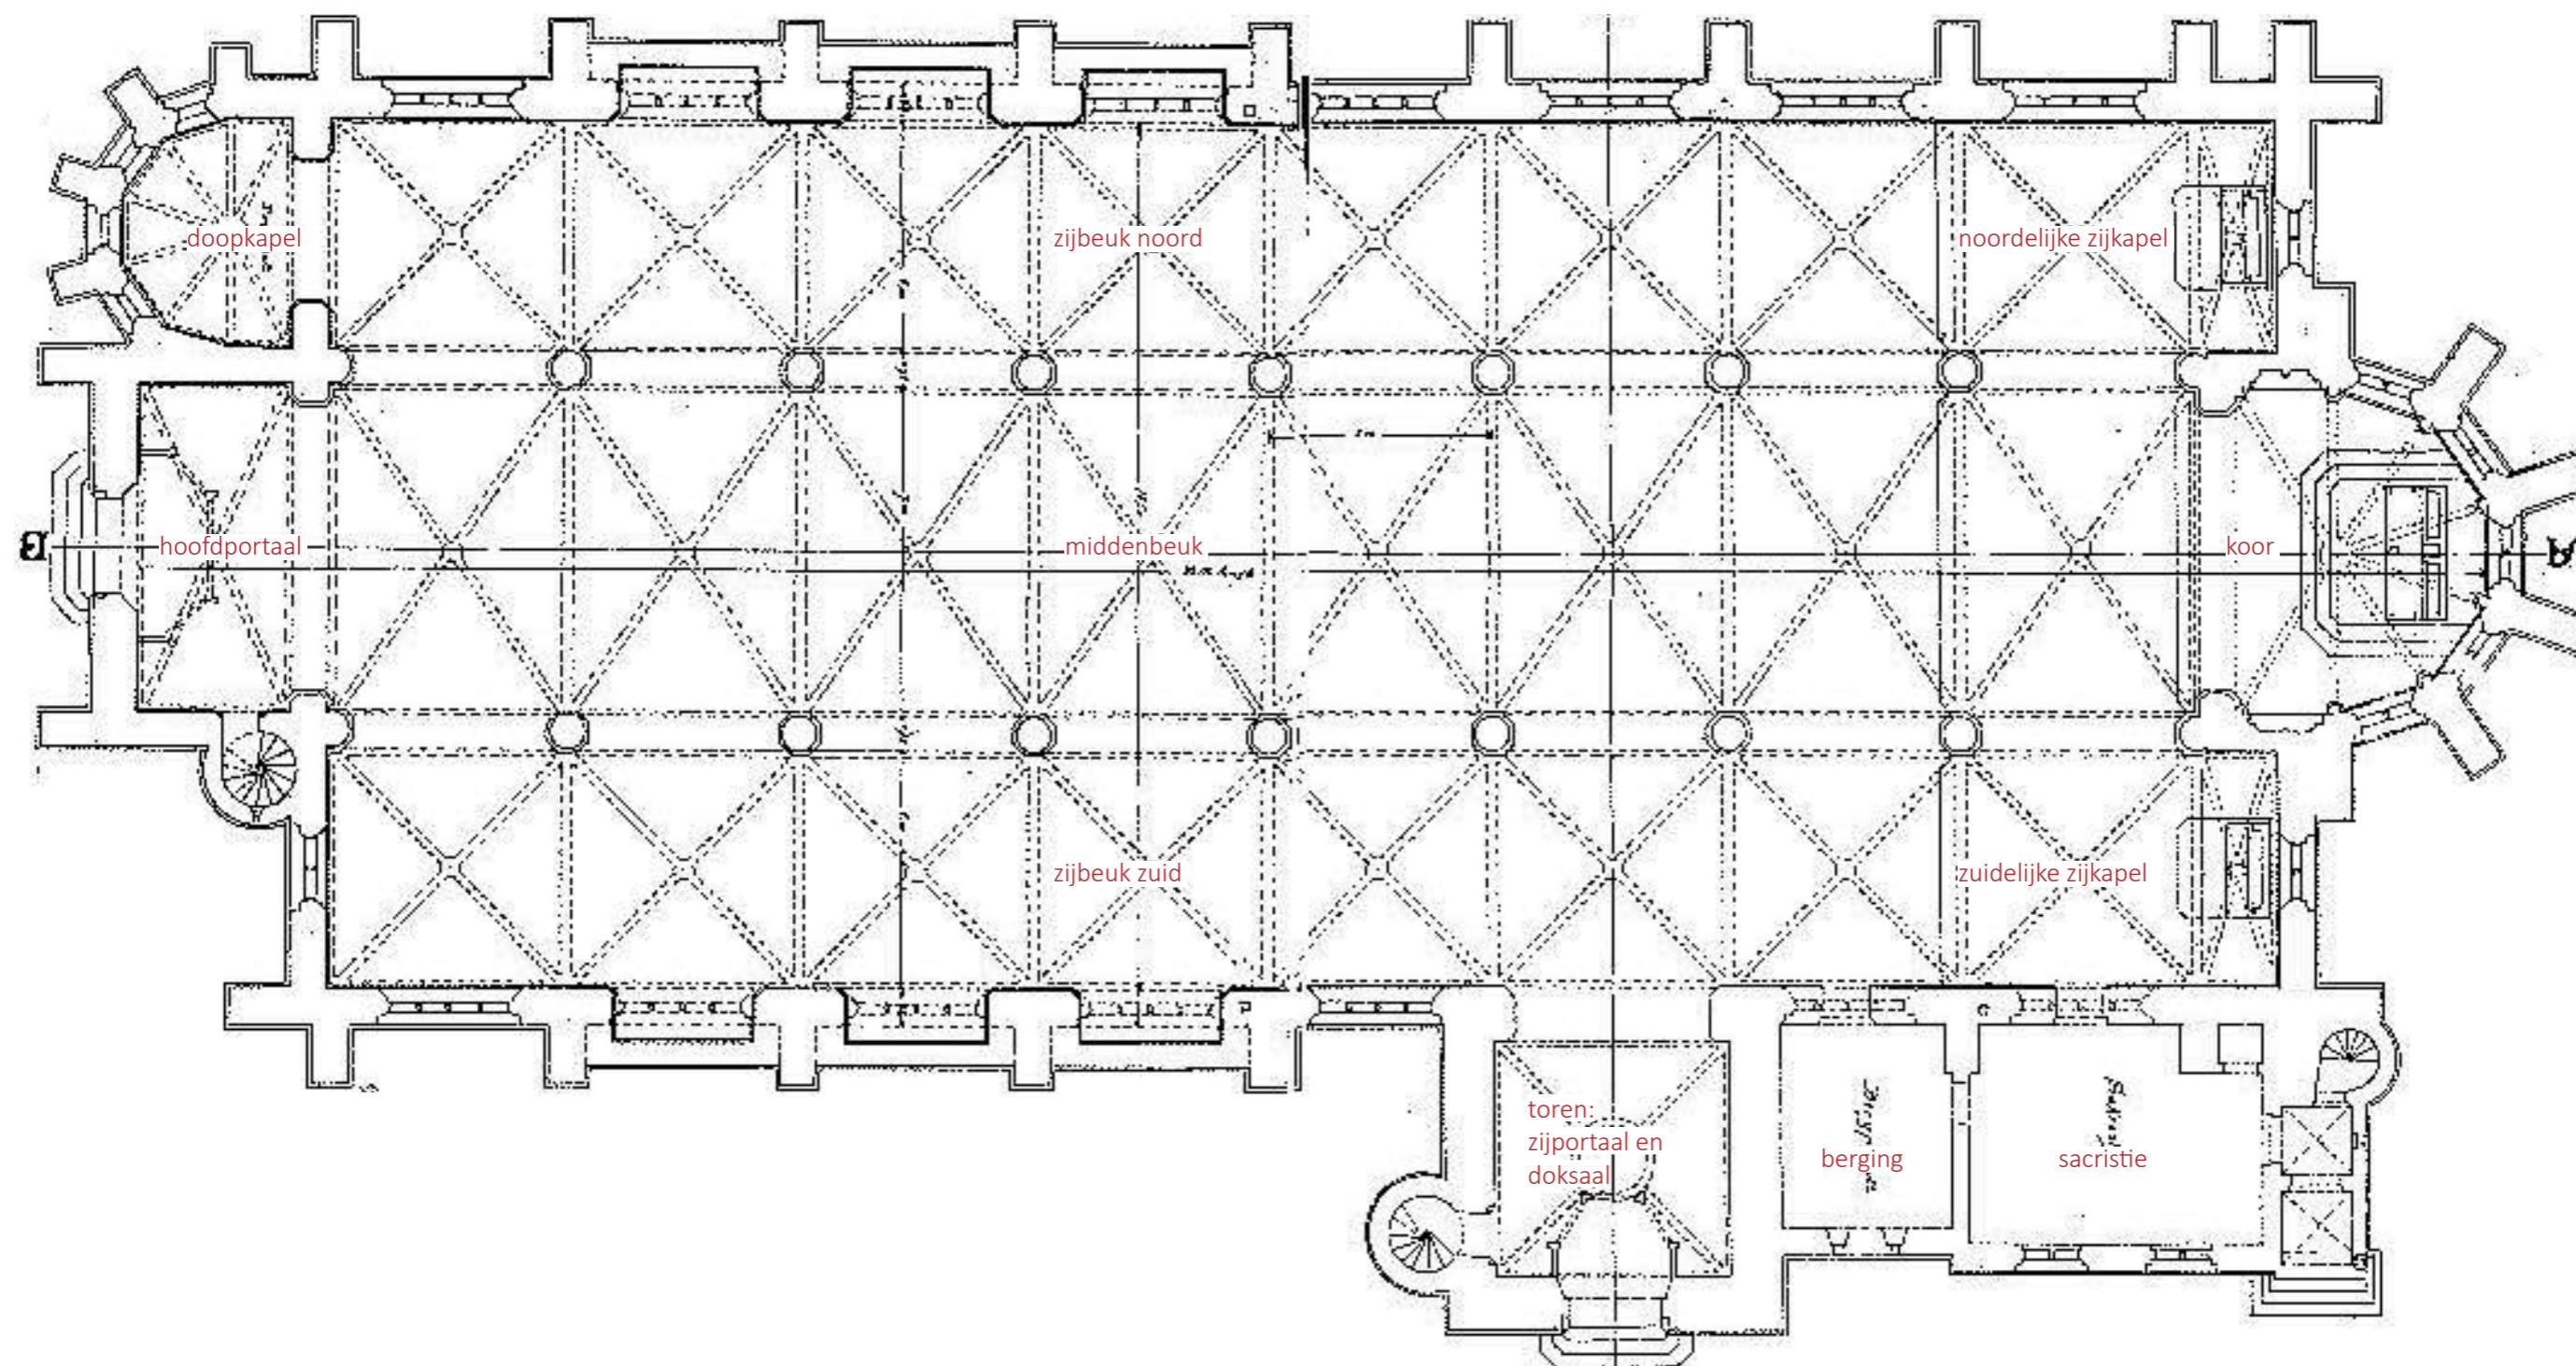 doopkapel
zijbeuk noord
noordelijke zijkapel
hoofdportaal
middenbeuk
koor
zijbeuk zuid
zuidelijke zijkapel
toren:
zijportaal en
doksaal
berging
sacristie